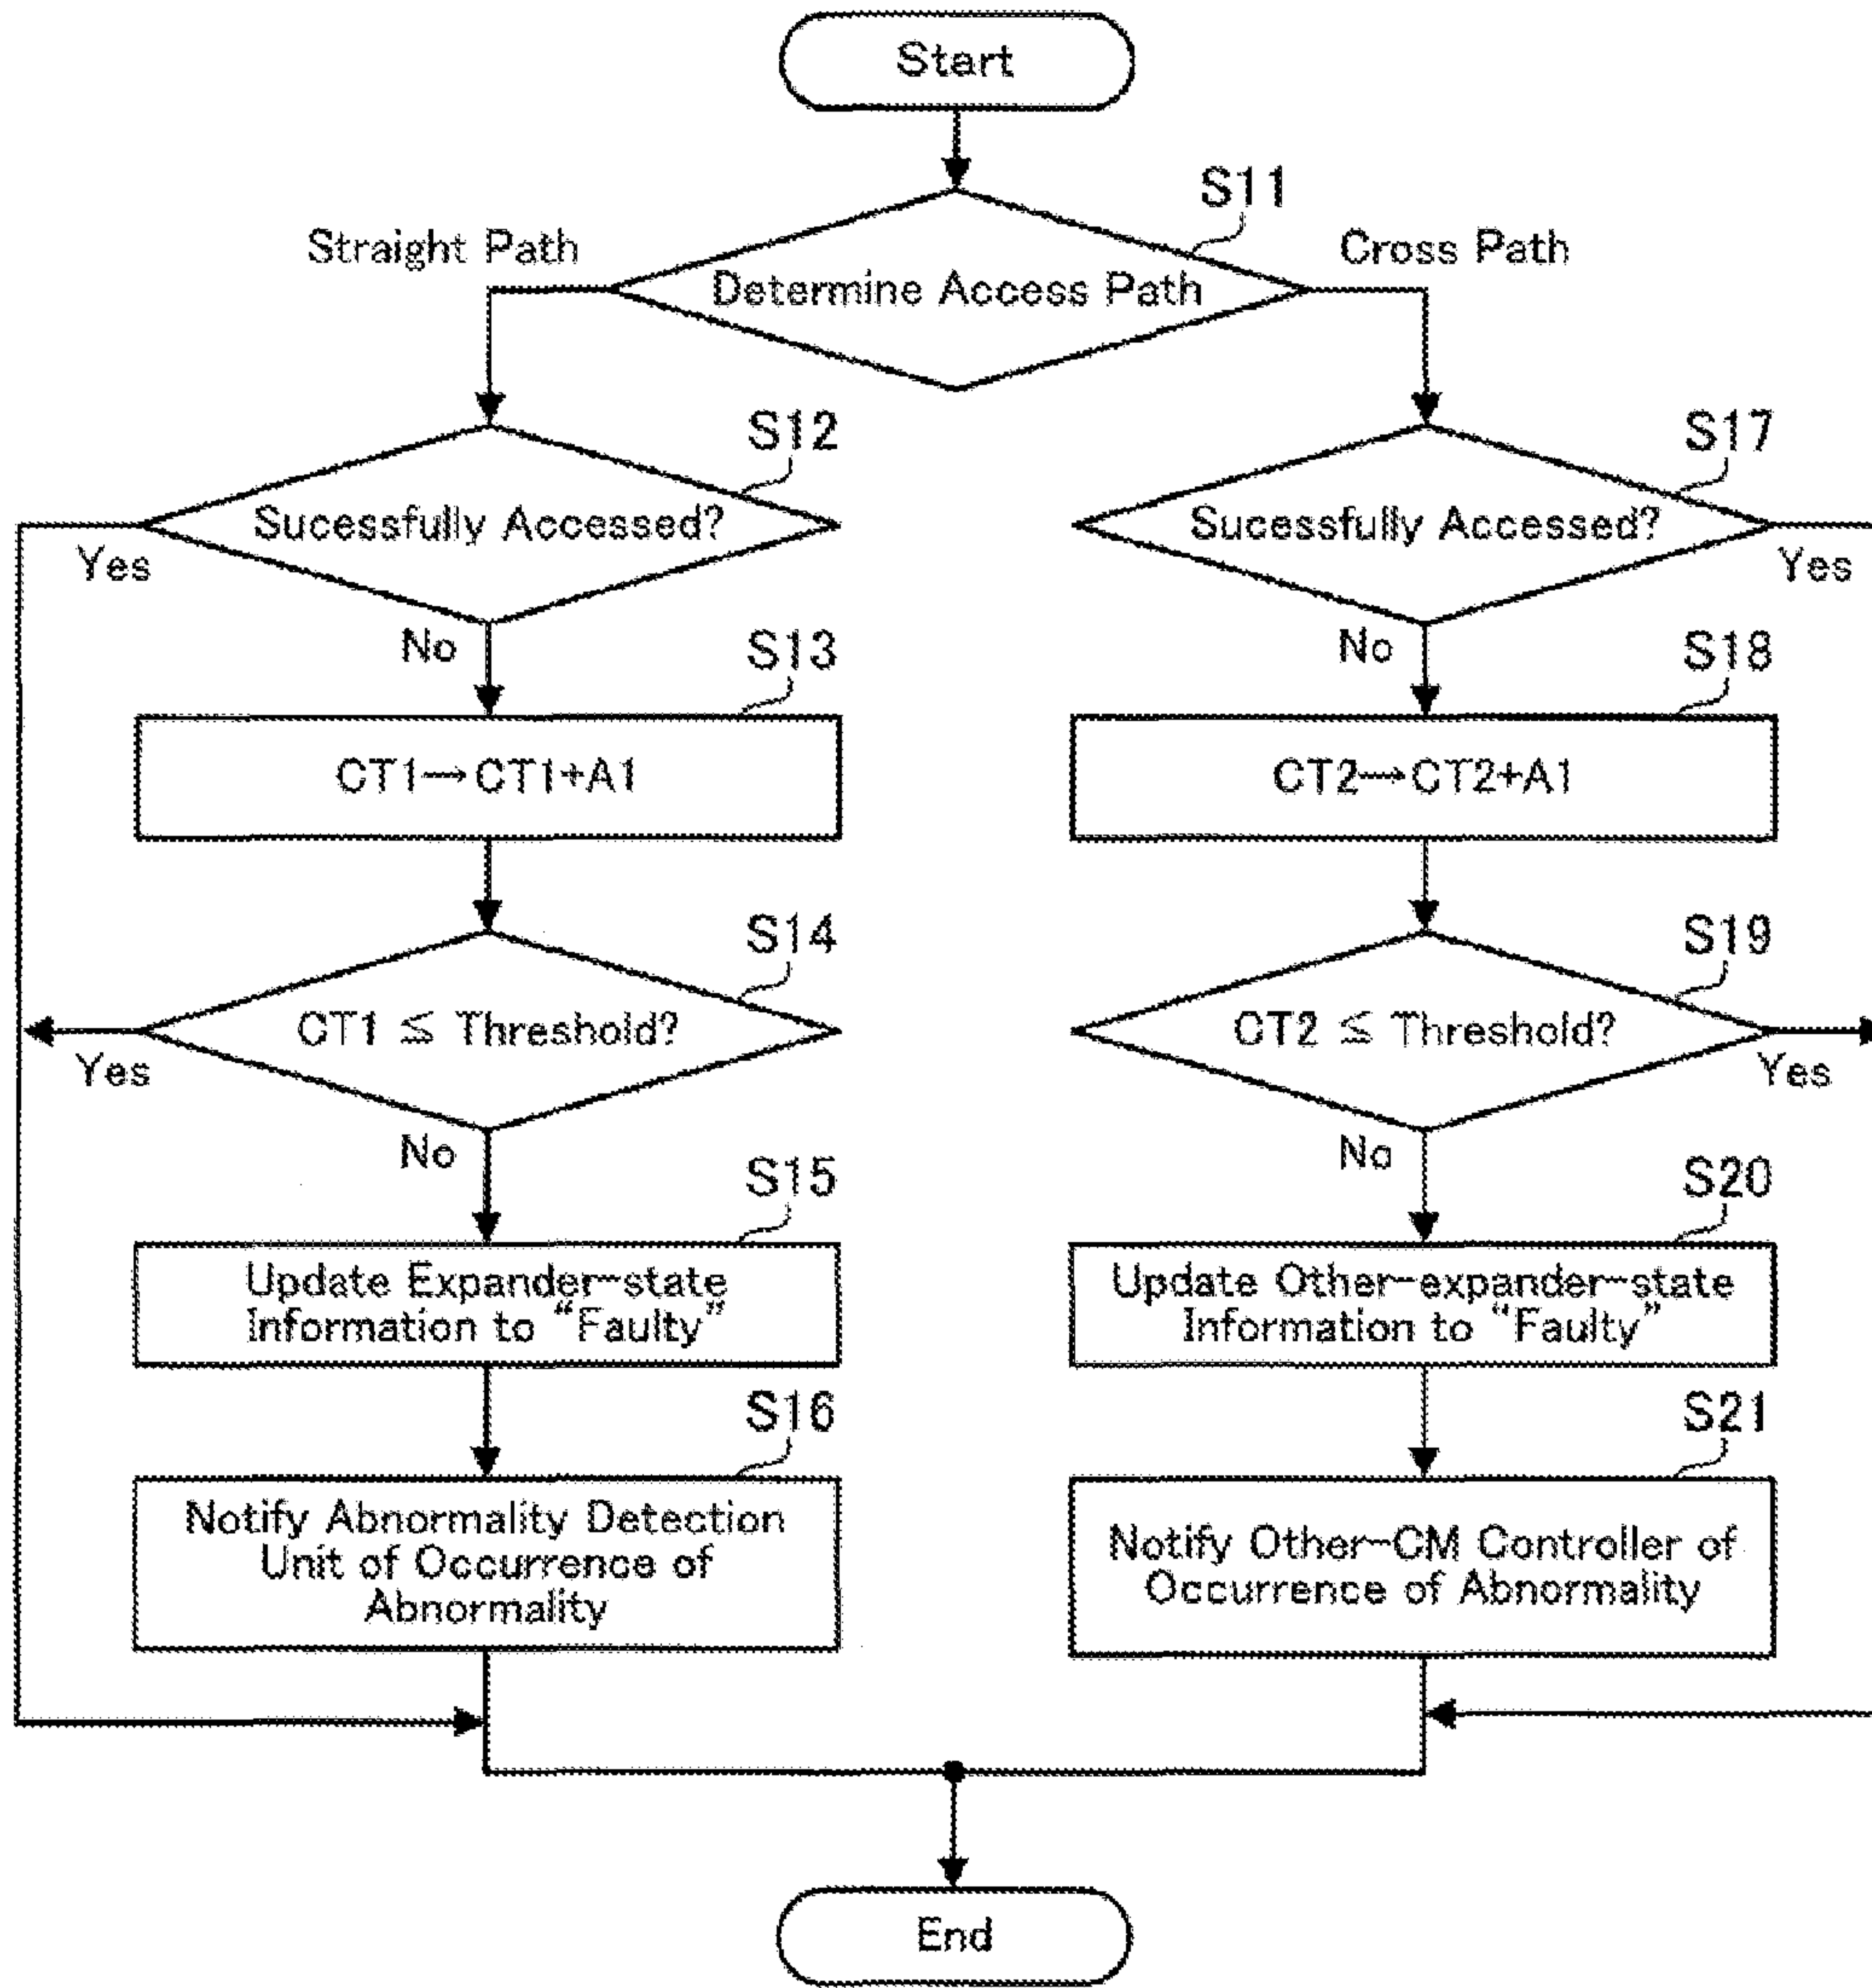 Start
S11
Straight Path
Cross Path
Determine Access Path
S12
S17
Sucessfully Accessed?
Sucessfully Accessed?
Yes
Yes
No
No
S13
S18
CT1→CT1+A1
CT2→CT2+A1
S14
S19
CT1 ≦ Threshold?
CT2 ≦ Threshold?
Yes
Yes
No
No
S15
S20
Update Expander-state
Information to “Faulty”
Update Other-expander-state
Information to “Faulty”
S16
S21
Notify Abnormality Detection
Unit of Occurrence of
Abnormality
Notify Other-CM Controller of
Occurrence of Abnormality
End